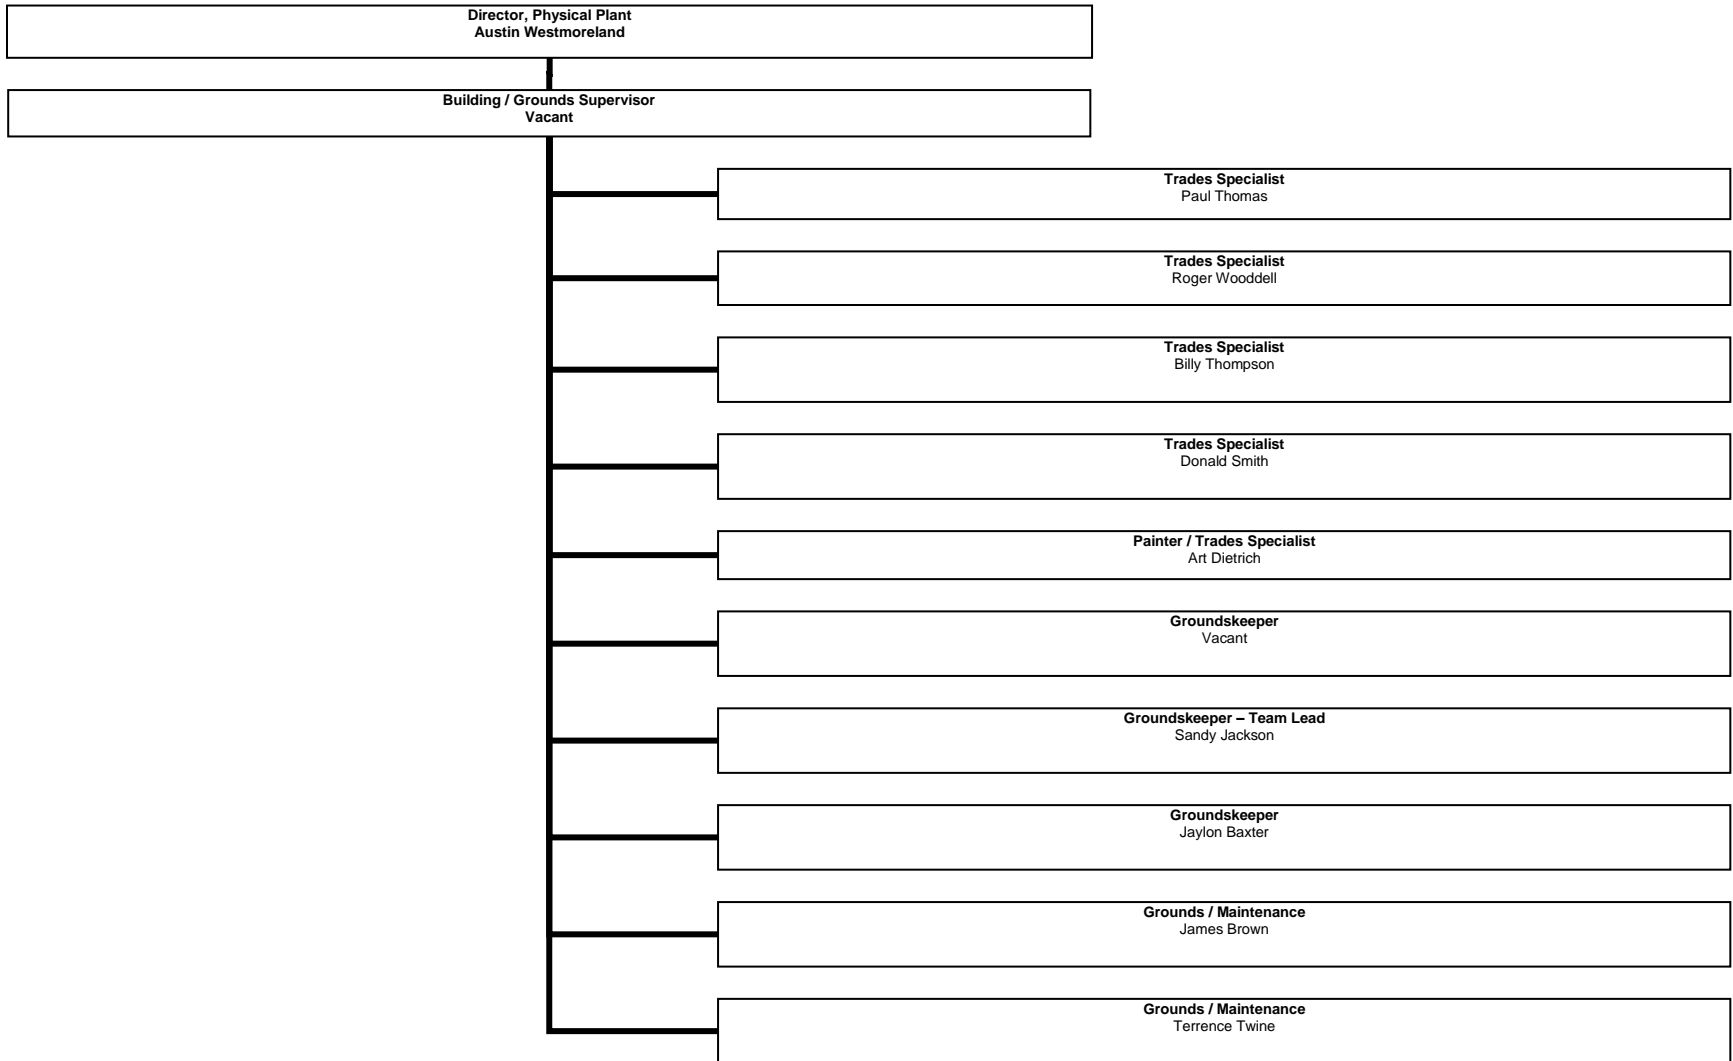 Director, Physical Plant
Austin Westmoreland
Building / Grounds Supervisor
Vacant
Trades Specialist
Paul Thomas
Trades Specialist
Roger Wooddell
Trades Specialist
Billy Thompson
Trades Specialist
Donald Smith
Painter / Trades Specialist
Art Dietrich
Groundskeeper
Vacant
Groundskeeper – Team Lead
Sandy Jackson
Groundskeeper
Jaylon Baxter
Grounds / Maintenance
James Brown
Grounds / Maintenance
Terrence Twine